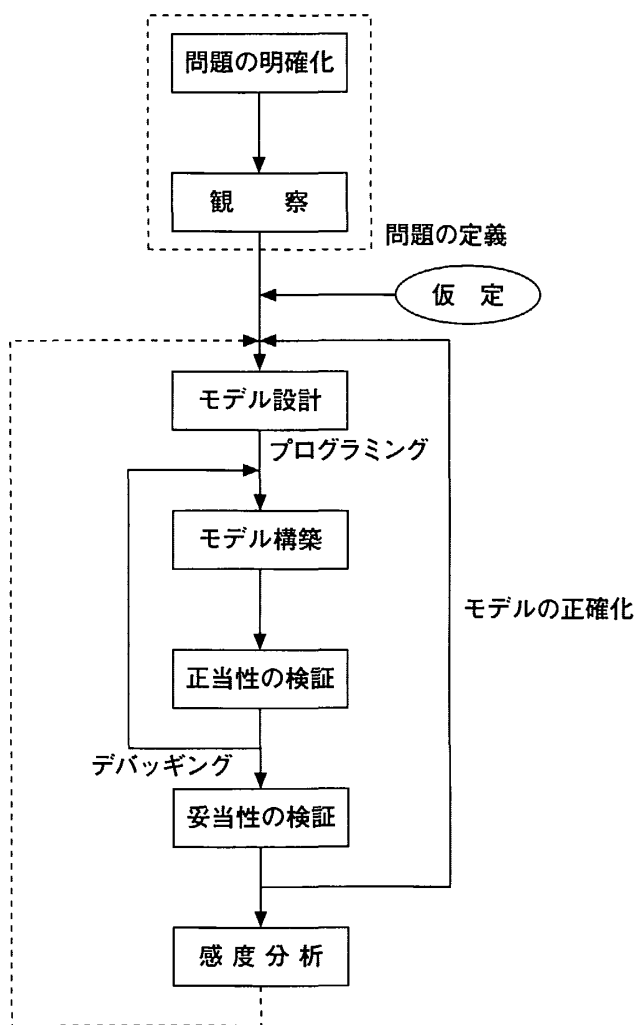 問題の明確化
観 察
問題の定義
仮 定
モデル設計
プログラミング
モデル構築
モデルの正確化
正当性の検証
デバッギング
妥当性の検証
感度分析